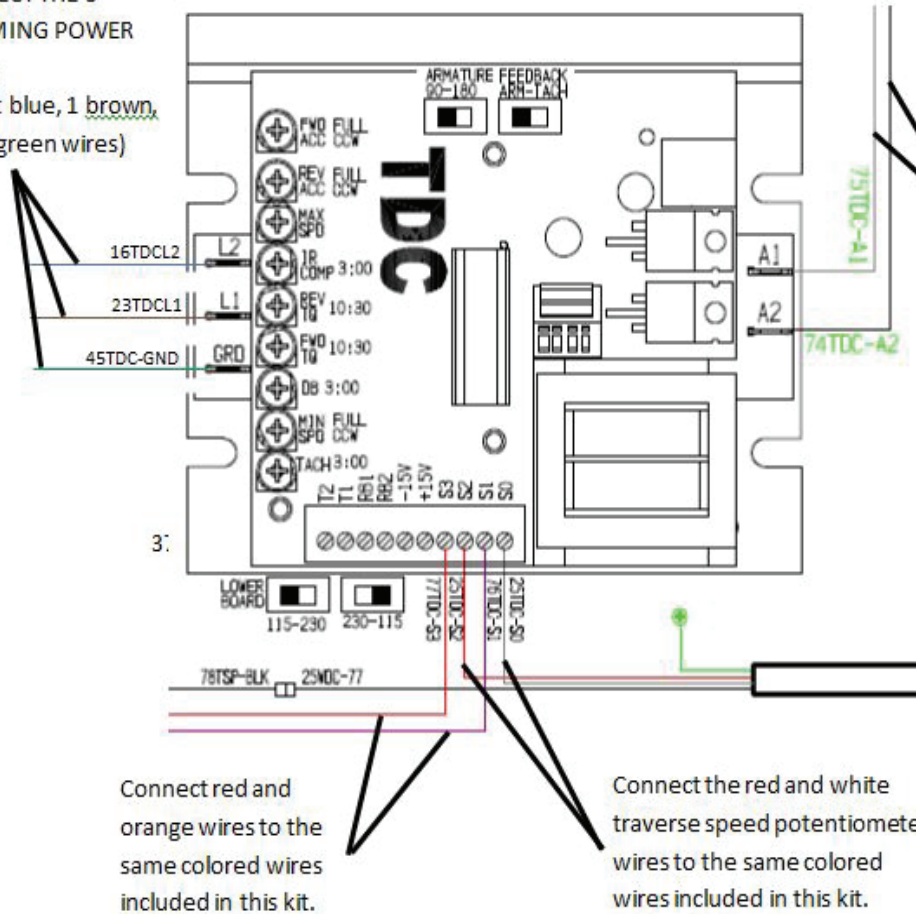 MING POWER
blue, 1 brown,
green wires)
ARMATURE FEEDBACK
90-180 ARM-TACH
FWD FULL
ACC CCW
REV FULL
ACC CCW
MAX
SPD
IR
COMP 3:00
REV
TQ 10:30
FWD
TQ 10:30
DB 3:00
MIN FULL
SPD CCW
TACH 3:00
TDC
16TDCL2
L2
23TDCL1
L1
45TDC-GND
GRD
A1
A2
75TDC-A1
74TDC-A2
T2
T1
RB1
RB2
-15V
+15V
S3
S2
S1
S0
LOWER
BOARD
115-230
230-115
77TDC-S3
25TDC-S2
76TDC-S1
25TDC-S0
78TSP-BLK
25WDC-77
Connect red and
orange wires to the
same colored wires
included in this kit.
Connect the red and white
traverse speed potentiomete
wires to the same colored
wires included in this kit.